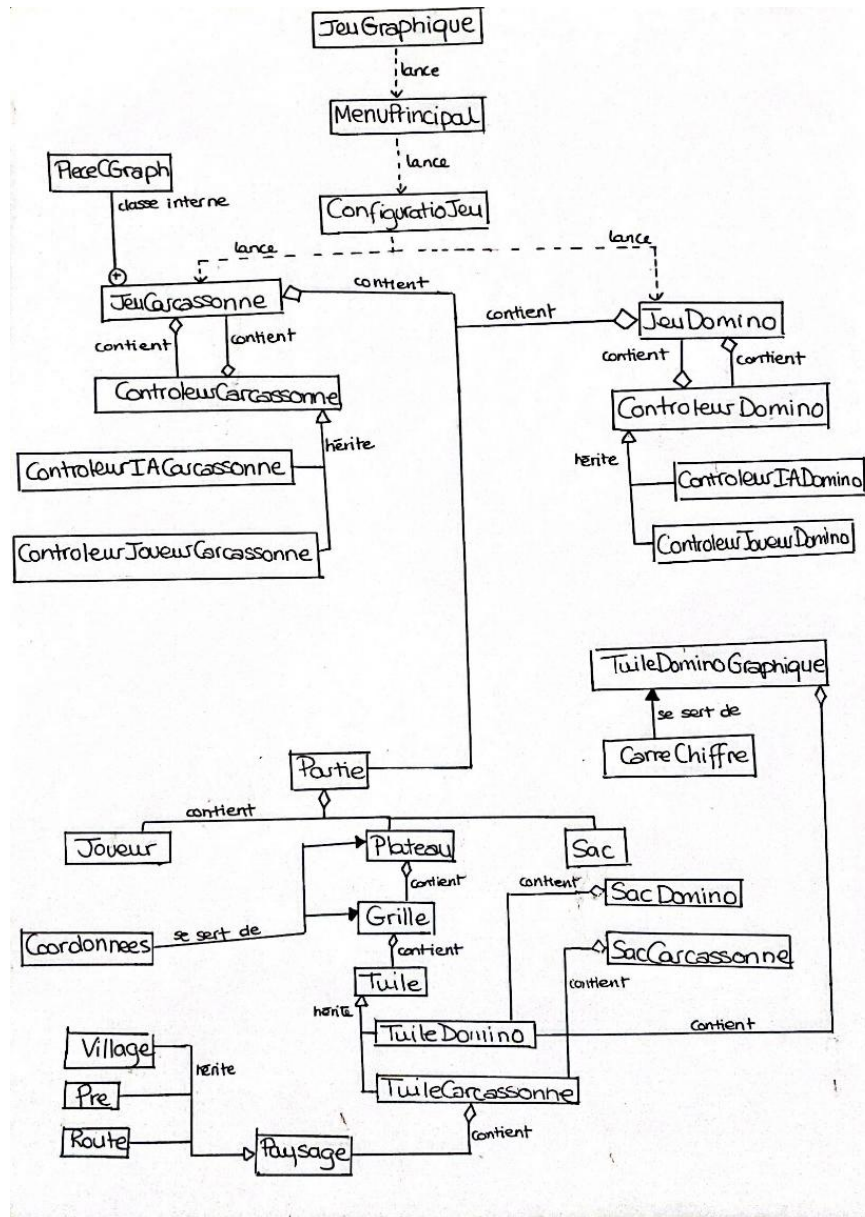 JeuGraphique
lance
MenuPrincipal
lance
PieceCGraph
classe interne
ConfiguratioJeu
lance
lance
JeuCarcassonne
contient
contient
JeuDomino
contient
contient
contient
contient
ControleurCarcassonne
ControleurDomino
hérite
hérite
ControleurIACarcassonne
ControleurIADomino
ControleurJoueurCarcassonne
ControleurJoueurDomino
TuileDominoGraphique
se sert de
CarreChiffre
Partie
contient
Joueur
Plateau
Sac
contient
contient
SacDomino
Grille
Coordonnees
se sert de
contient
SacCarcassonne
contient
Tuile
hérite
TuileDomino
contient
Village
hérite
TuileCarcassonne
Pre
contient
Route
Paysage